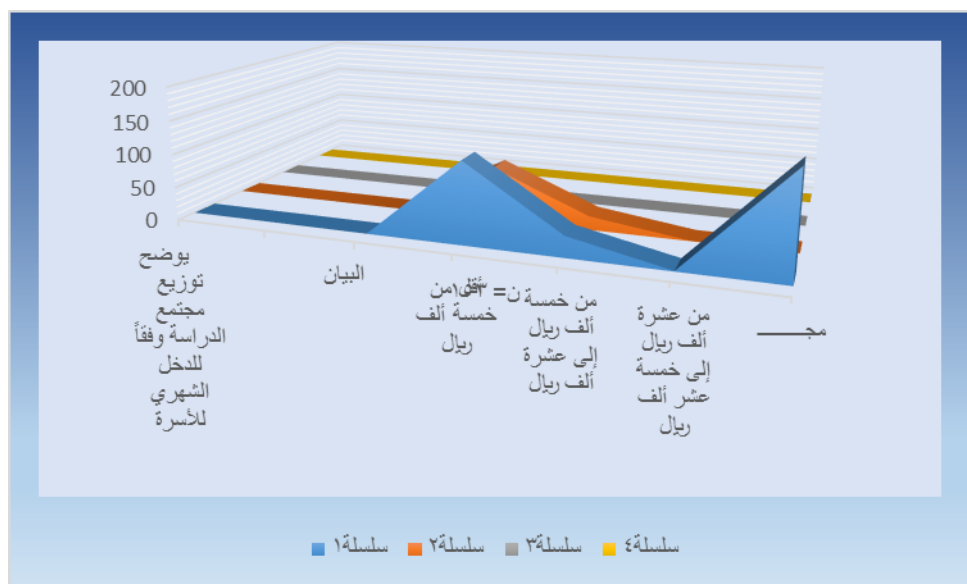 200
150
100
50
0
يوضح
توزيع
مجتمع
الدراسة وفقاً
للدخل
الشهري
للأسرة
البيان
أقل من
خمسة ألف
ريال
من خمسة
ألف ريال
إلى عشرة
ألف ريال
من عشرة
ألف ريال
إلى خمسة
عشر ألف
ريال
مجـــــــــ
سلسلة١
سلسلة٢
سلسلة٣
سلسلة٤